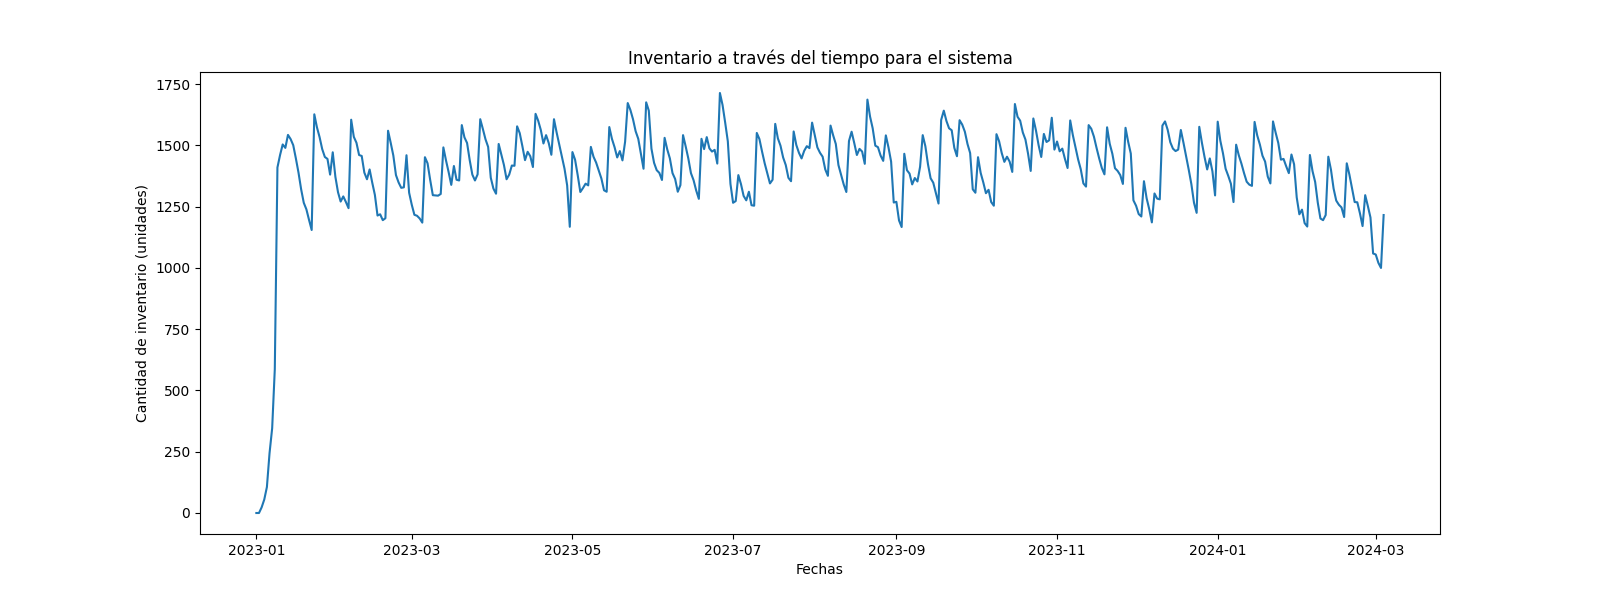 Inventario a través del tiempo para el sistema
Cantidad de inventario (unidades)
1750
1500
1250
1000
750
500
250
0
2023-01 2023-03 2023-05 2023-07 2023-09 2023-11 2024-01 2024-03
Fechas